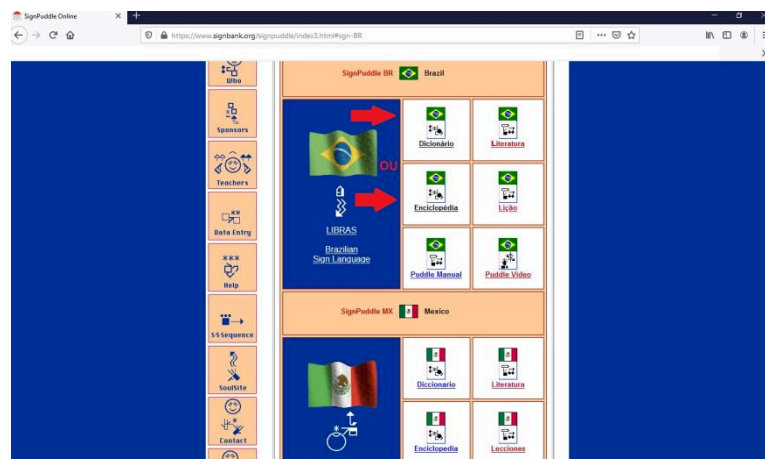 SignPuddle Online
https://www.signbank.org/signpuddle/index3.html#sgn-BR
Who
Sponsors
Teachers
Data Entry
Help
SSSequence
SoulSite
Contact
SignPuddle BR Brazil
OU
LIBRAS
Brazilian
Sign Language
Dicionário
Literatura
Enciclopédia
Lição
Puddle Manual
Puddle Video
SignPuddle MX Mexico
Diccionario
Literatura
Enciclopedia
Lecciones